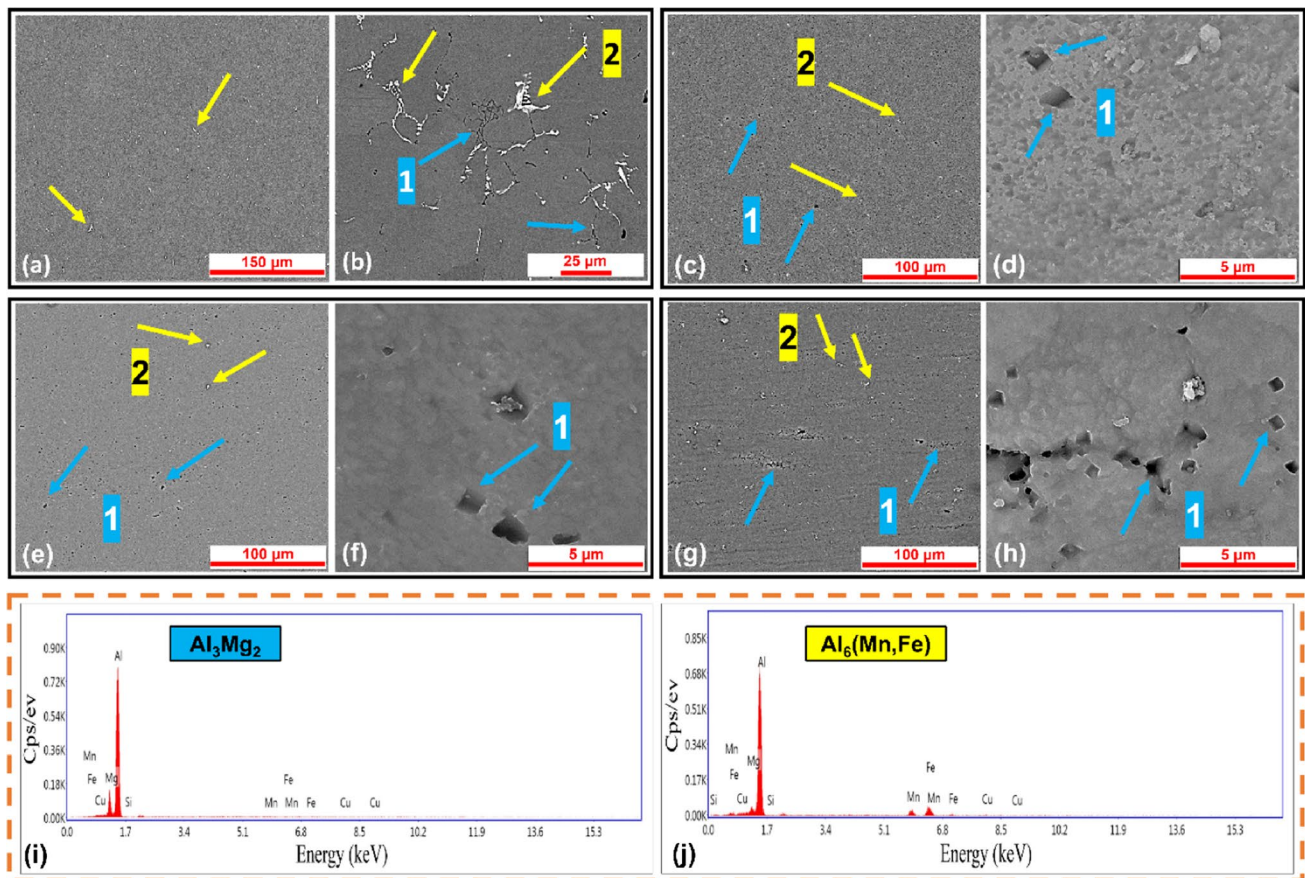 2
2
1
1
1
(a)
150 µm
(b)
25 µm
(c)
100 µm
(d)
5 µm
2
2
1
1
1
1
(e)
100 µm
(f)
5 µm
(g)
100 µm
(h)
5 µm
Al3Mg2
Al6(Mn,Fe)
Cps/ev
0.90K
0.72K
0.54K
0.36K
0.18K
0.00K
Al
Mn
Fe
Mg
Cu
Si
Fe
Mn
Mn
Fe
Cu
Cu
0.0
1.7
3.4
5.1
6.8
8.5
10.2
11.9
13.6
15.3
(i)
Energy (keV)
Cps/ev
0.85K
0.68K
0.51K
0.34K
0.17K
0.00K
Al
Mn
Mg
Fe
Si
Cu
Si
Fe
Mn
Mn
Fe
Cu
Cu
0.0
1.7
3.4
5.1
6.8
8.5
10.2
11.9
13.6
15.3
(j)
Energy (keV)